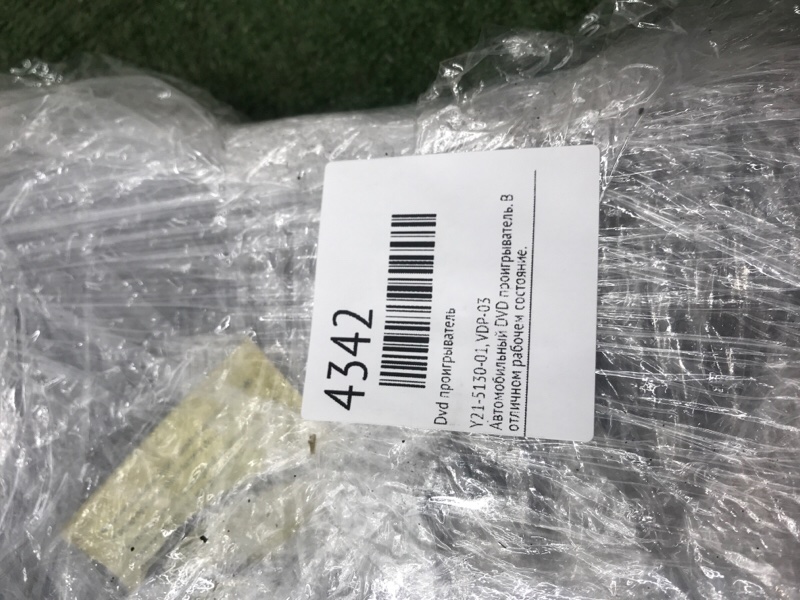 4342
Dvd проигрыватель
Y21-5130-01, VDP-03
Автомобильный DVD проигрыватель. В
отличном рабочем состояние.